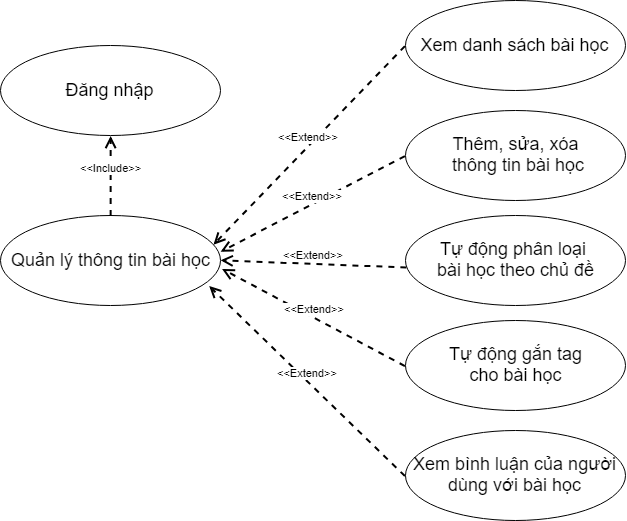 Xem danh sách bài học
Đăng nhập
<<Extend>>
Thêm, sửa, xóa
thông tin bài học
<<Include>>
<<Extend>>
Quản lý thông tin bài học
<<Extend>>
Tự động phân loại
bài học theo chủ đề
<<Extend>>
Tự động gắn tag
cho bài học
<<Extend>>
Xem bình luận của người
dùng với bài học